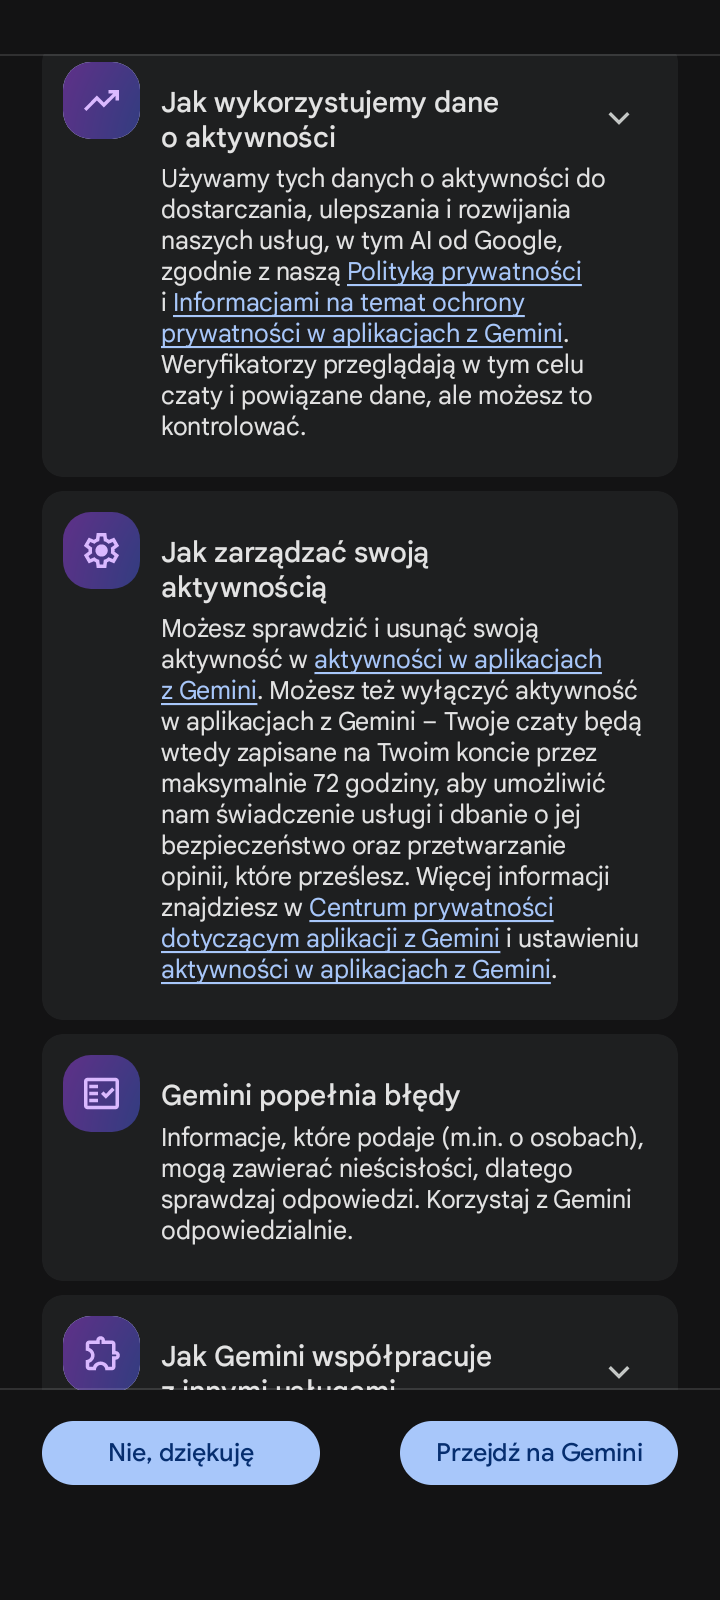 Jak wykorzystujemy dane
o aktywności
Używamy tych danych o aktywności do
dostarczania, ulepszania i rozwijania
naszych usług, w tym AI od Google,
zgodnie z naszą Polityką prywatności
i Informacjami na temat ochrony
prywatności w aplikacjach z Gemini.
Weryfikatorzy przeglądają w tym celu
czaty i powiązane dane, ale możesz to
kontrolować.
Jak zarządzać swoją
aktywnością
Możesz sprawdzić i usunąć swoją
aktywność w aktywności w aplikacjach
z Gemini. Możesz też wyłączyć aktywność
w aplikacjach z Gemini – Twoje czaty będą
wtedy zapisane na Twoim koncie przez
maksymalnie 72 godziny, aby umożliwić
nam świadczenie usługi i dbanie o jej
bezpieczeństwo oraz przetwarzanie
opinii, które prześlesz. Więcej informacji
znajdziesz w Centrum prywatności
dotyczącym aplikacji z Gemini i ustawieniu
aktywności w aplikacjach z Gemini.
Gemini popełnia błędy
Informacje, które podaje (m.in. o osobach),
mogą zawierać nieścisłości, dlatego
sprawdzaj odpowiedzi. Korzystaj z Gemini
odpowiedzialnie.
Jak Gemini współpracuje
z innymi usługami
Nie, dziękuję
Przejdź na Gemini